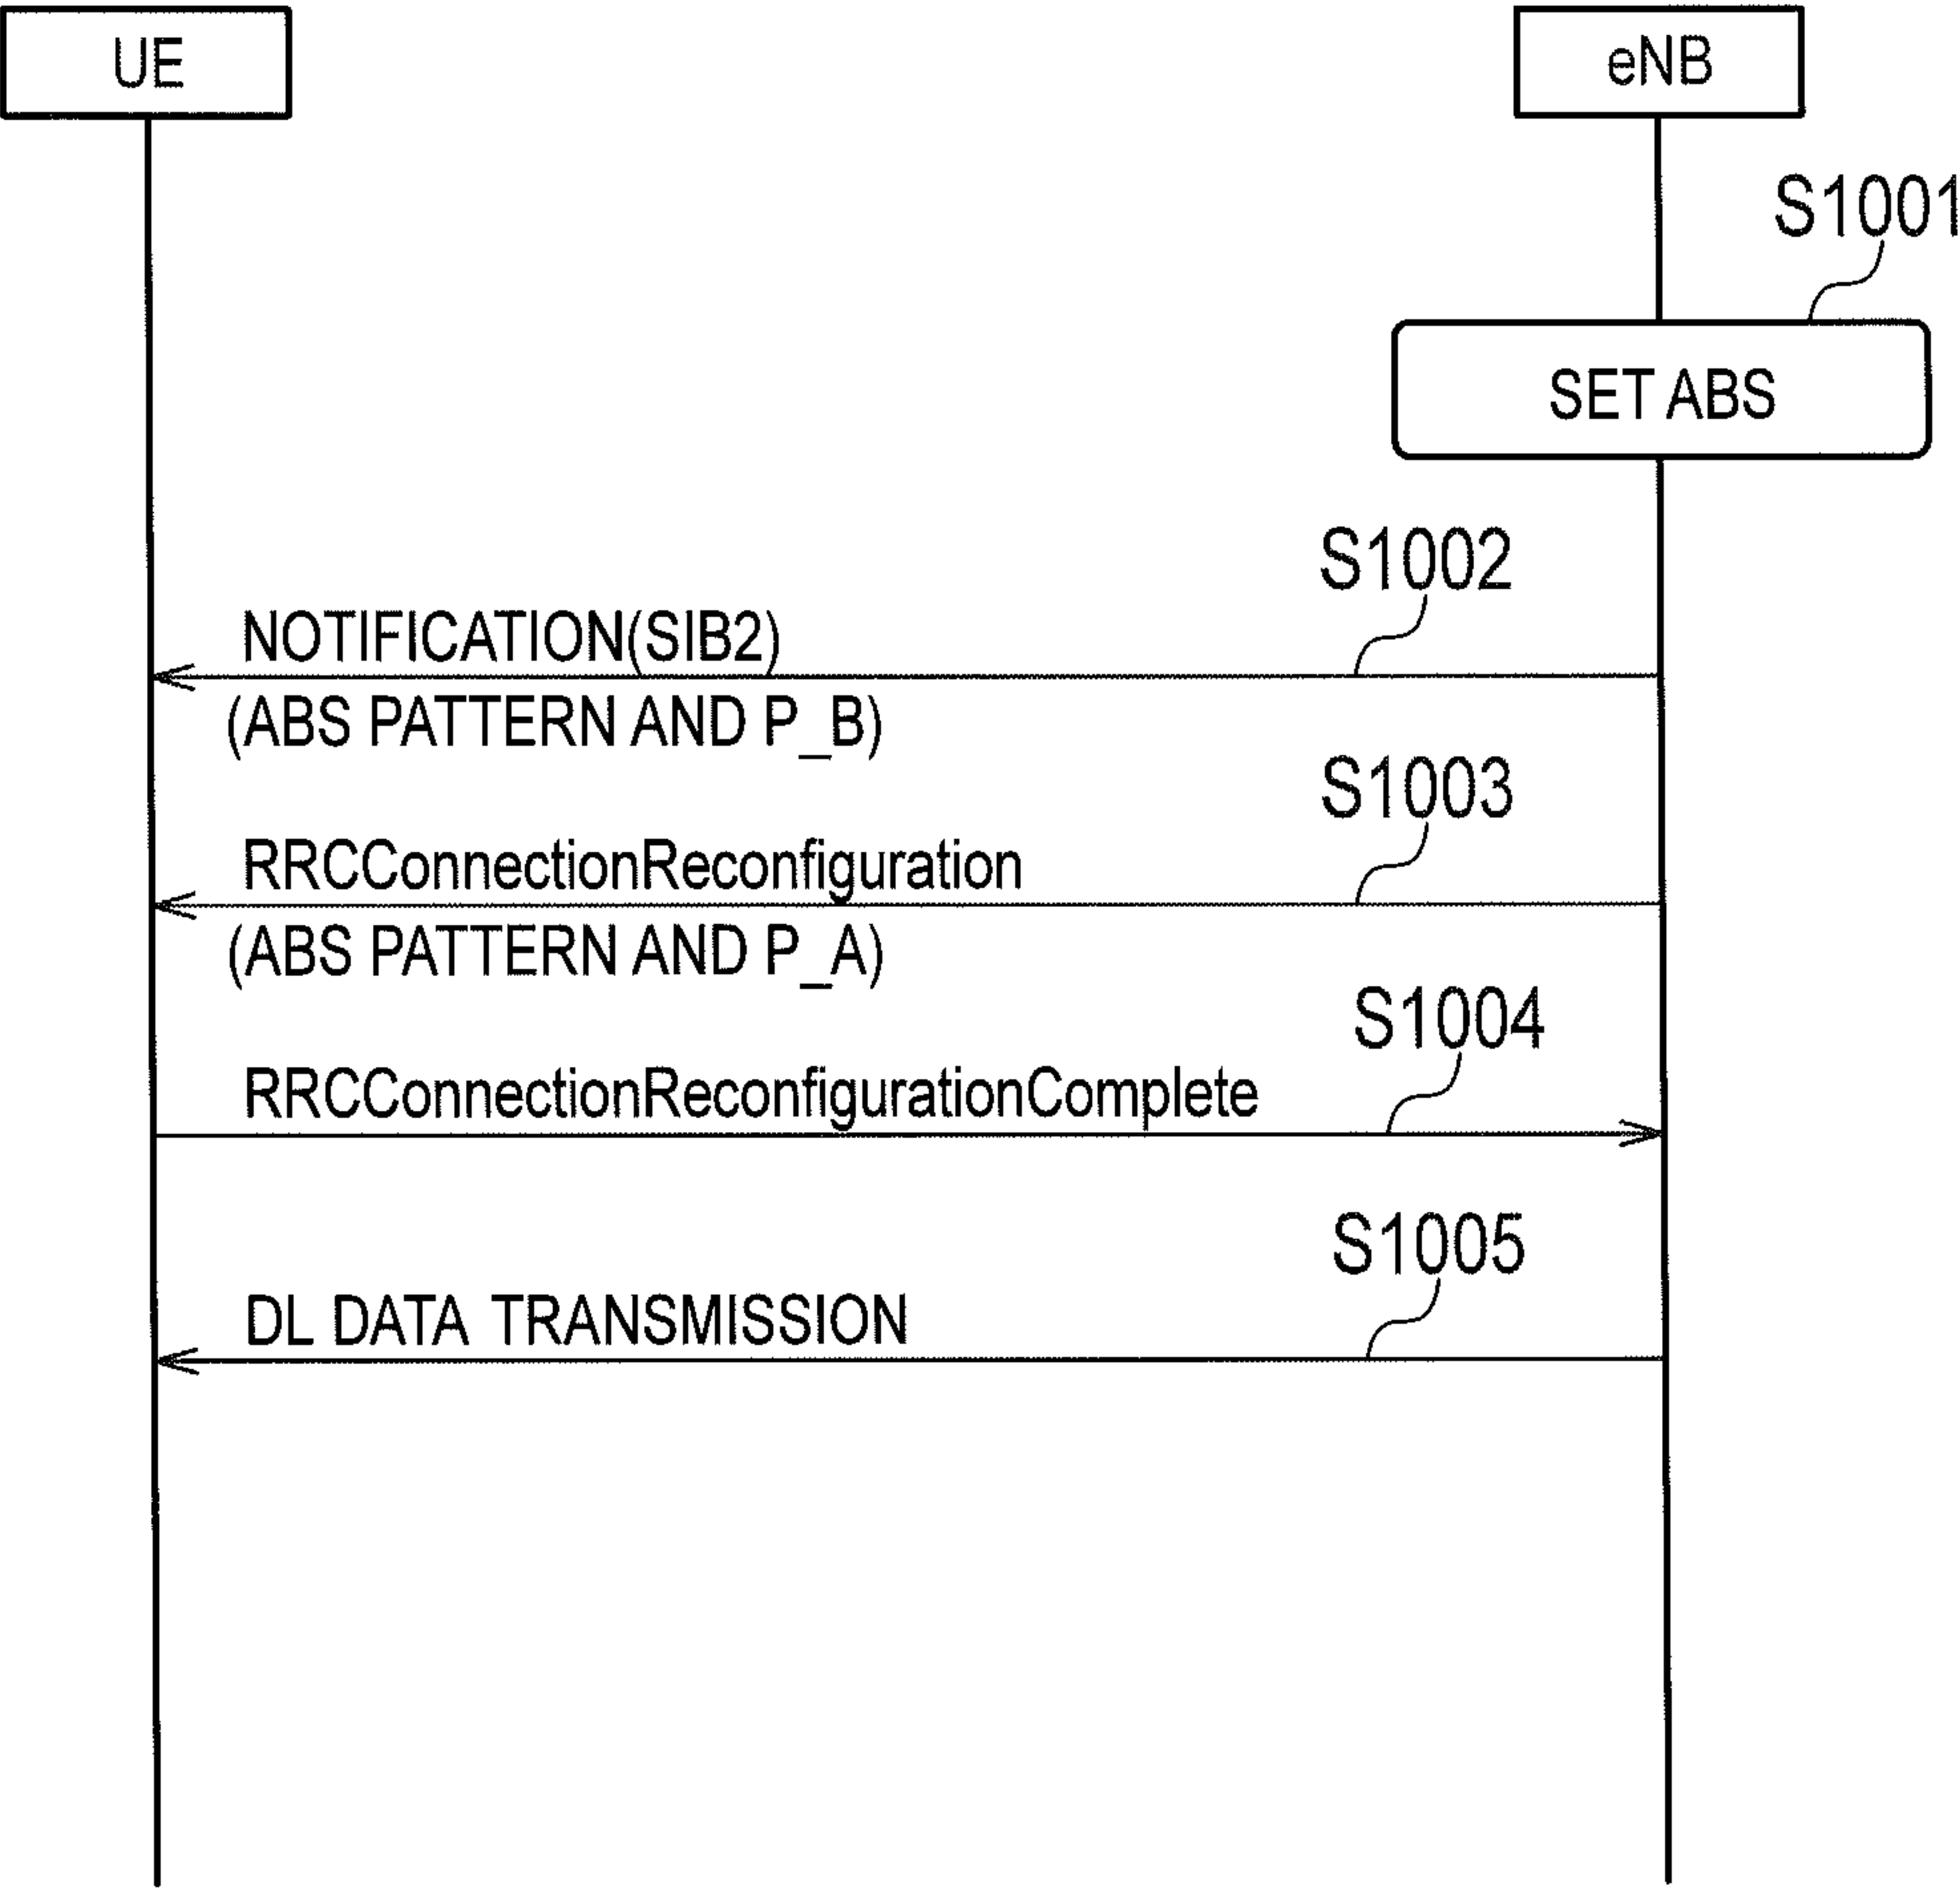 UE
eNB
S1001
SET ABS
S1002
NOTIFICATION(SIB2)
(ABS PATTERN AND P_B)
S1003
RRCConnectionReconfiguration
(ABS PATTERN AND P_A)
S1004
RRCConnectionReconfigurationComplete
S1005
DL DATA TRANSMISSION